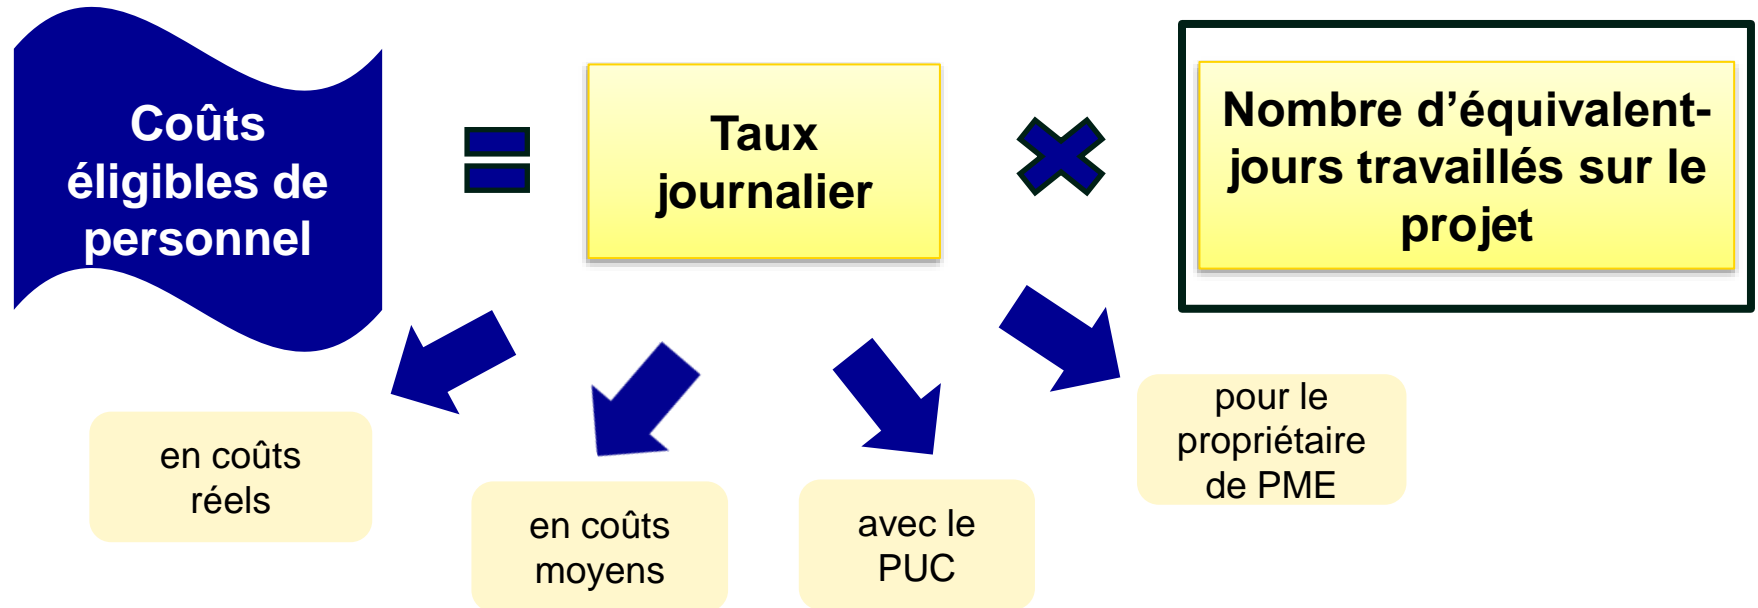 Coûts
éligibles de
personnel
Taux
journalier
Nombre d’équivalent-
jours travaillés sur le
projet
en coûts
réels
en coûts
moyens
avec le
PUC
pour le
propriétaire
de PME